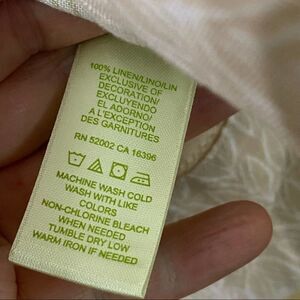 100% LINEN/LINO/LIN
EXCLUSIVE OF
DECORATION/
EXCLUYENDO
EL ADORNO/
A L'EXCEPTION
DES GARNITURES
RN 52002 CA 16396
MACHINE WASH COLD
WASH WITH LIKE
COLORS
NON-CHLORINE BLEACH
WHEN NEEDED
TUMBLE DRY LOW
WARM IRON IF NEEDED